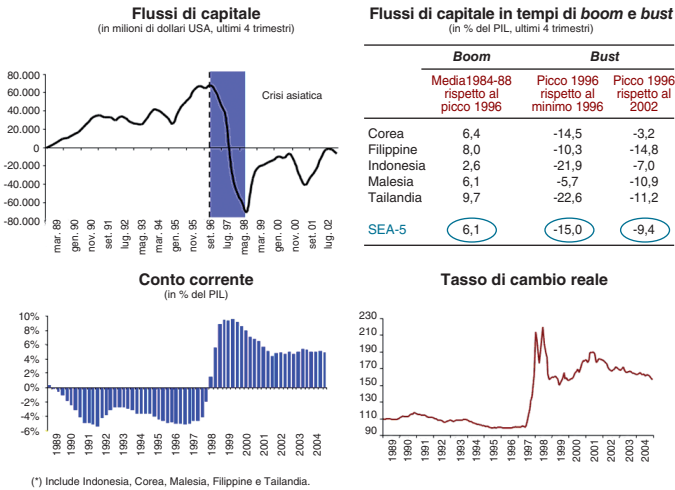 Flussi di capitale
(in milioni di dollari USA, ultimi 4 trimestri)
80.000
60.000
40.000
20.000
0
-20.000
-40.000
-60.000
-80.000
Crisi asiatica
mar. 89
gen. 90
nov. 90
set. 91
lug. 92
mag. 93
mar. 94
gen. 95
nov. 95
set. 96
lug. 97
mag. 98
mar. 99
gen. 00
nov. 00
set. 01
lug. 02
Flussi di capitale in tempi di boom e bust
(in % del PIL, ultimi 4 trimestri)
Boom Bust
Media1984-88 Picco 1996 Picco 1996
rispetto al rispetto al rispetto al
picco 1996 minimo 1996 2002
Corea 6,4 -14,5 -3,2
Filippine 8,0 -10,3 -14,8
Indonesia 2,6 -21,9 -7,0
Malesia 6,1 -5,7 -10,9
Tailandia 9,7 -22,6 -11,2
SEA-5 6,1 -15,0 -9,4
Conto corrente
(in % del PIL)
10%
8%
6%
4%
2%
0%
-2%
-4%
-6%
1989
1990
1991
1992
1993
1994
1995
1996
1997
1998
1999
2000
2001
2002
2003
2004
Tasso di cambio reale
230
210
190
170
150
130
110
90
1989
1990
1991
1992
1993
1994
1995
1996
1997
1998
1999
2000
2001
2002
2003
2004
(*) Include Indonesia, Corea, Malesia, Filippine e Tailandia.